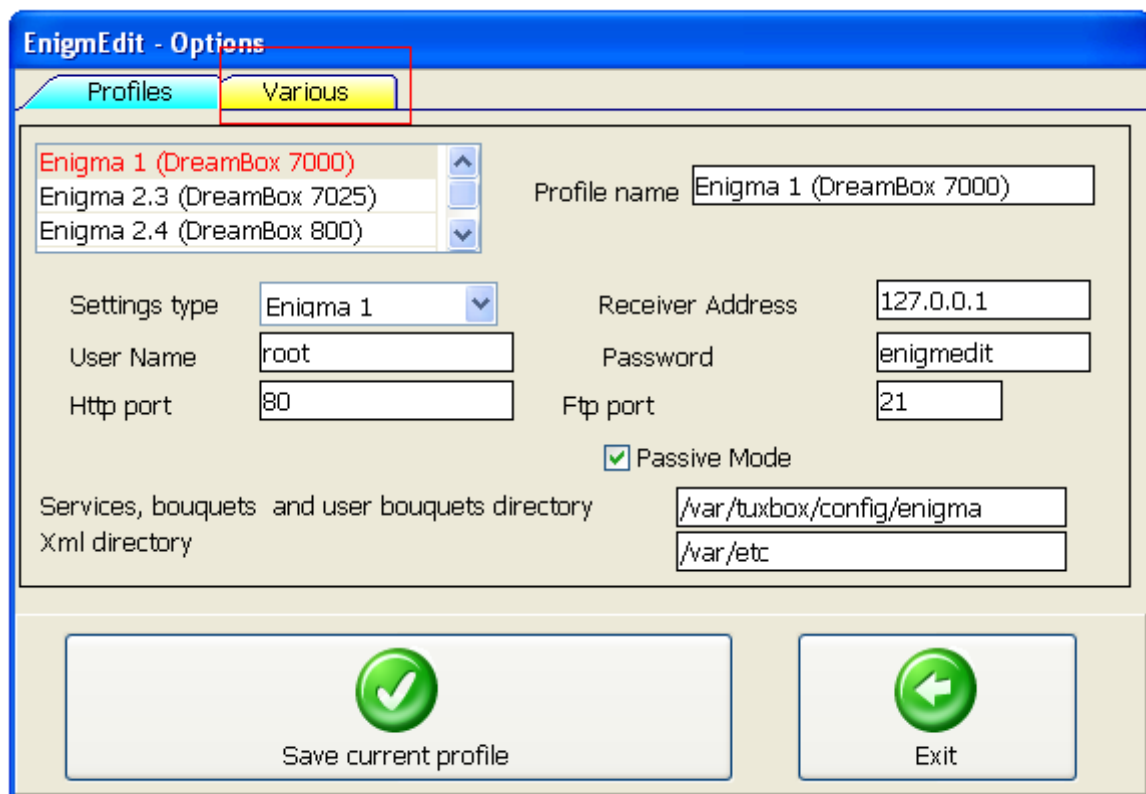 EnigmEdit - Options
Profiles Various
Enigma 1 (DreamBox 7000)
Enigma 2.3 (DreamBox 7025)
Enigma 2.4 (DreamBox 800)
Profile name Enigma 1 (DreamBox 7000)
Settings type Enigma 1 Receiver Address 127.0.0.1
User Name root Password enigmedit
Http port 80 Ftp port 21
Passive Mode
Services, bouquets and user bouquets directory /var/tuxbox/config/enigma
Xml directory /var/etc
Save current profile Exit